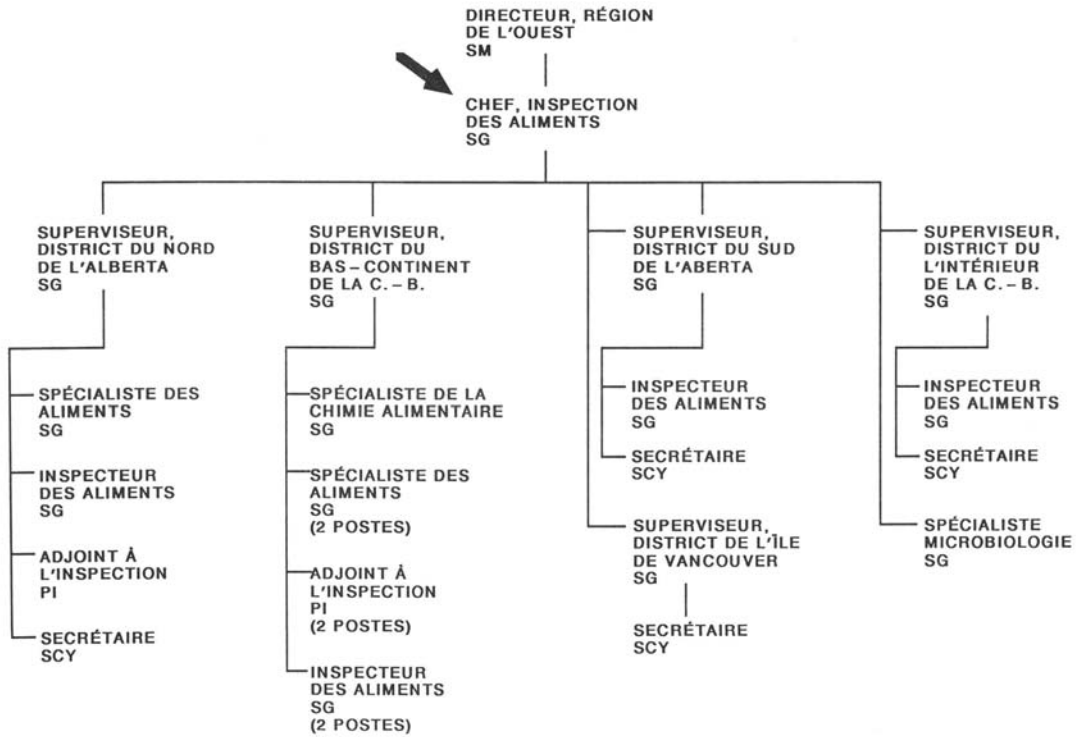 DIRECTEUR, RÉGION
DE L'OUEST
SM
CHEF, INSPECTION
DES ALIMENTS
SG
SUPERVISEUR,
DISTRICT DU NORD
DE L'ALBERTA
SG
SPÉCIALISTE DES
ALIMENTS
SG
INSPECTEUR
DES ALIMENTS
SG
ADJOINT À
L'INSPECTION
PI
SECRÉTAIRE
SCY
SUPERVISEUR,
DISTRICT DU
BAS-CONTINENT
DE LA C.-B.
SG
SPÉCIALISTE DE LA
CHIMIE ALIMENTAIRE
SG
SPÉCIALISTE DES
ALIMENTS
SG
(2 POSTES)
ADJOINT À
L'INSPECTION
PI
(2 POSTES)
INSPECTEUR
DES ALIMENTS
SG
(2 POSTES)
SUPERVISEUR,
DISTRICT DU SUD
DE L'ABERTA
SG
INSPECTEUR
DES ALIMENTS
SG
SECRÉTAIRE
SCY
SUPERVISEUR,
DISTRICT DE L'ÎLE
DE VANCOUVER
SG
SECRÉTAIRE
SCY
SUPERVISEUR,
DISTRICT DU
L'INTÉRIEUR
DE LA C.-B.
SG
INSPECTEUR
DES ALIMENTS
SG
SECRÉTAIRE
SCY
SPÉCIALISTE
MICROBIOLOGIE
SG